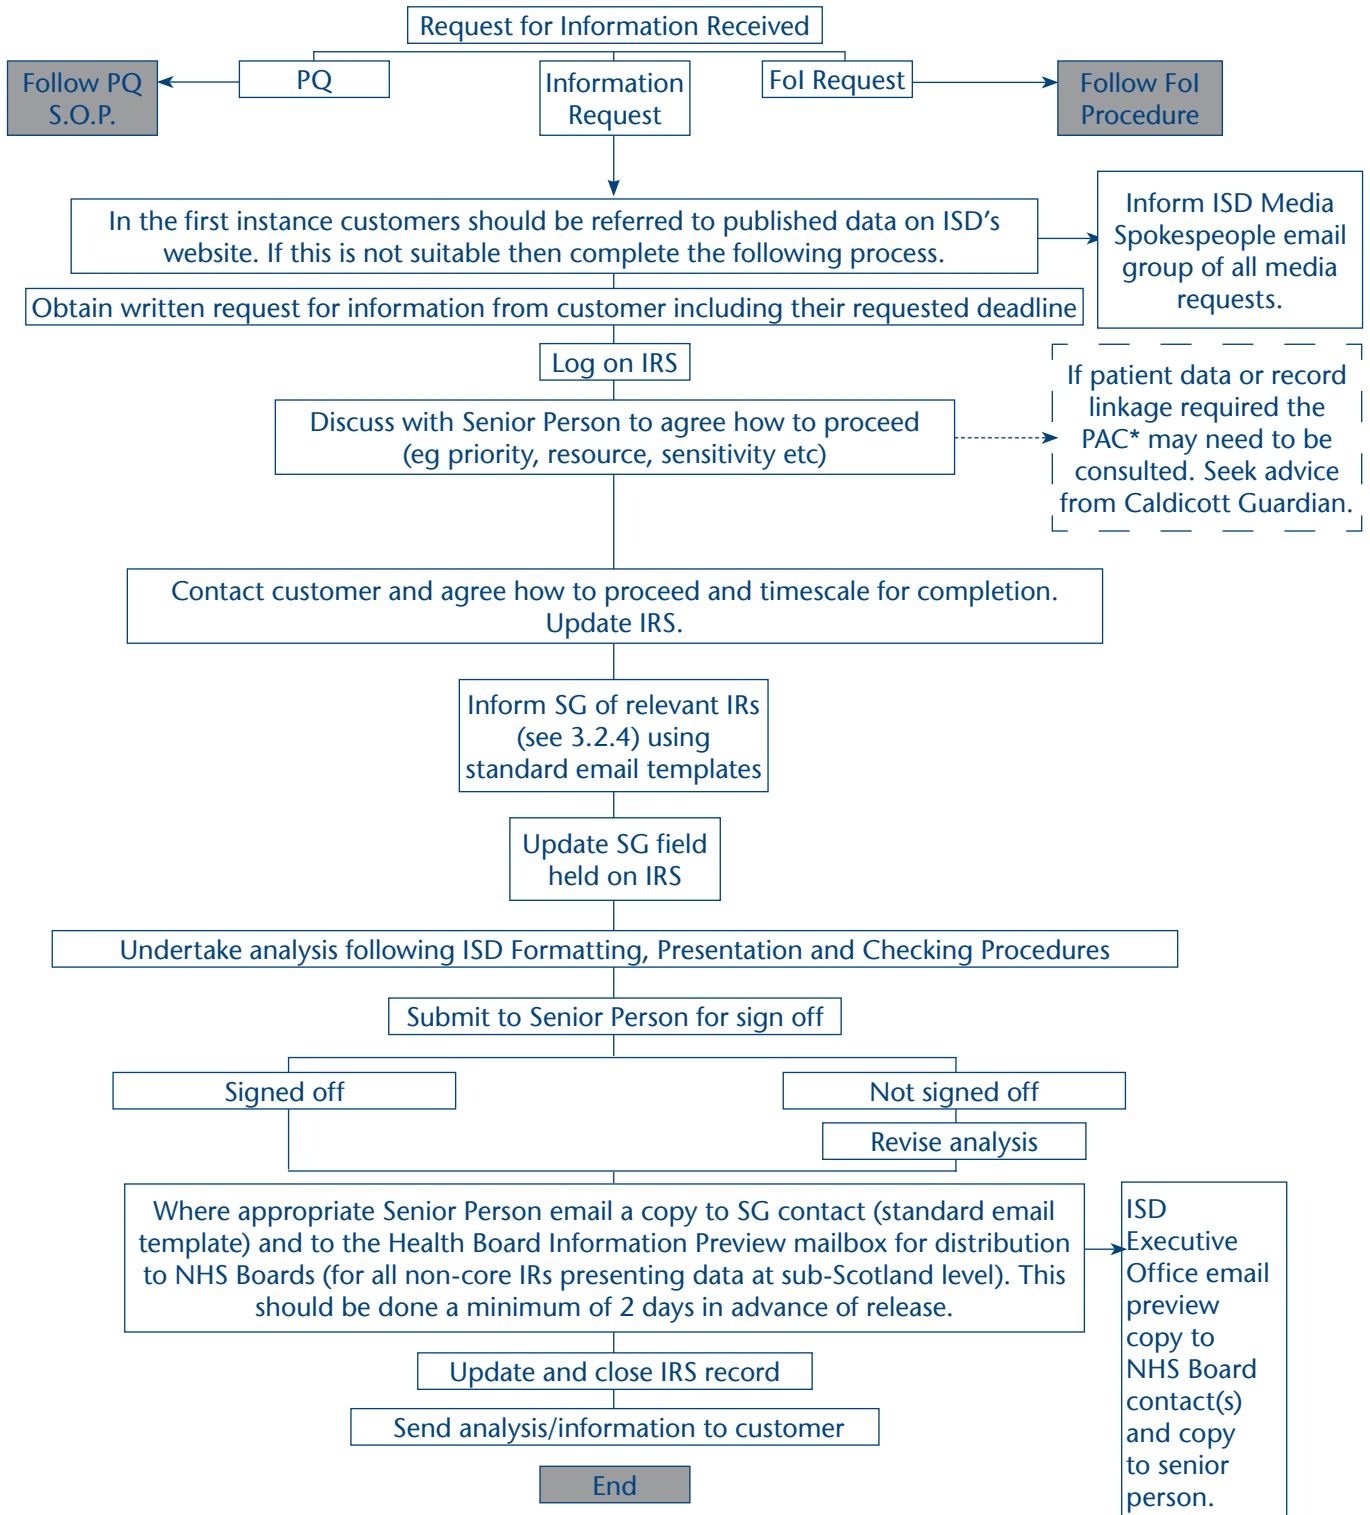 Request for Information Received
Follow PQ
S.O.P.
PQ
Information
Request
FoI Request
Follow FoI
Procedure
In the first instance customers should be referred to published data on ISD’s
website. If this is not suitable then complete the following process.
Inform ISD Media
Spokespeople email
group of all media
requests.
Obtain written request for information from customer including their requested deadline
Log on IRS
Discuss with Senior Person to agree how to proceed
(eg priority, resource, sensitivity etc)
If patient data or record
linkage required the
PAC* may need to be
consulted. Seek advice
from Caldicott Guardian.
Contact customer and agree how to proceed and timescale for completion.
Update IRS.
Inform SG of relevant IRs
(see 3.2.4) using
standard email templates
Update SG field
held on IRS
Undertake analysis following ISD Formatting, Presentation and Checking Procedures
Submit to Senior Person for sign off
Signed off
Not signed off
Revise analysis
Where appropriate Senior Person email a copy to SG contact (standard email
template) and to the Health Board Information Preview mailbox for distribution
to NHS Boards (for all non-core IRs presenting data at sub-Scotland level). This
should be done a minimum of 2 days in advance of release.
ISD
Executive
Office email
preview
copy to
NHS Board
contact(s)
and copy
to senior
person.
Update and close IRS record
Send analysis/information to customer
End